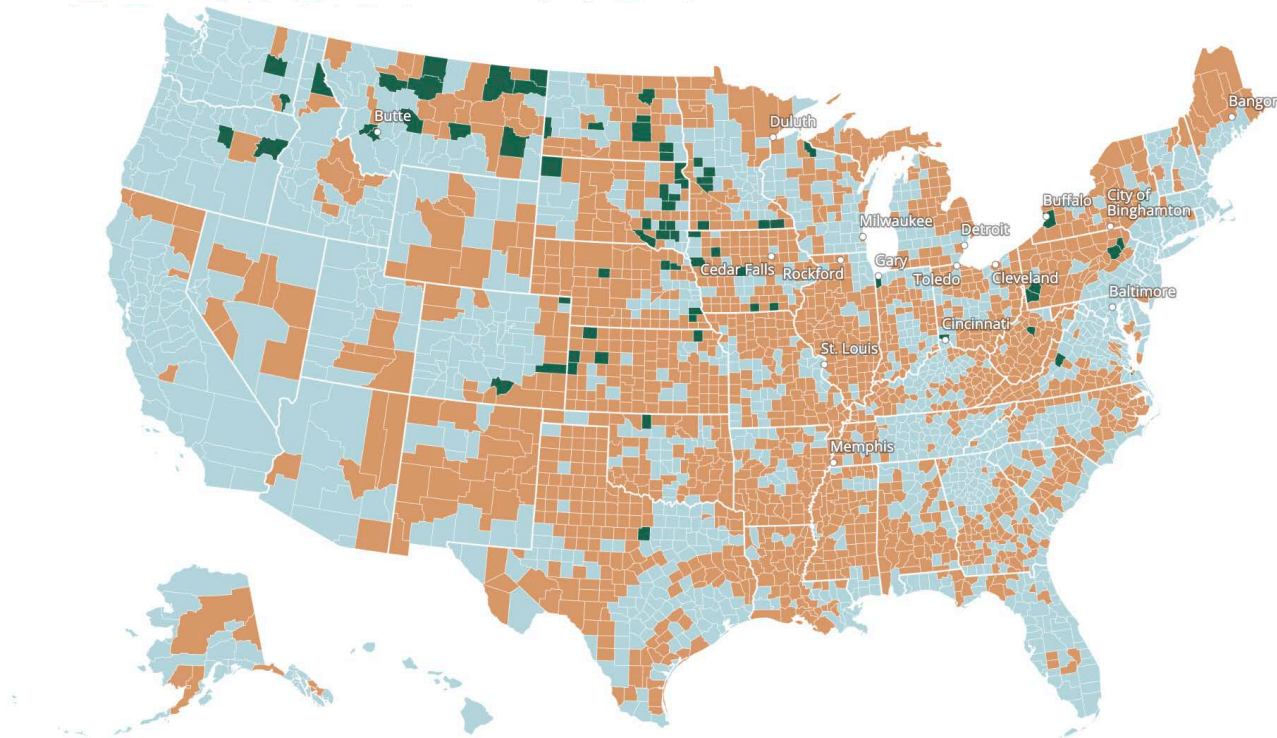 Butte
Duluth
Bangor
Buffalo
City of
Binghamton
Milwaukee
Detroit
Cedar Falls
Rockford
Gary
Toledo
Cleveland
Baltimore
Cincinnati
St. Louis
Memphis